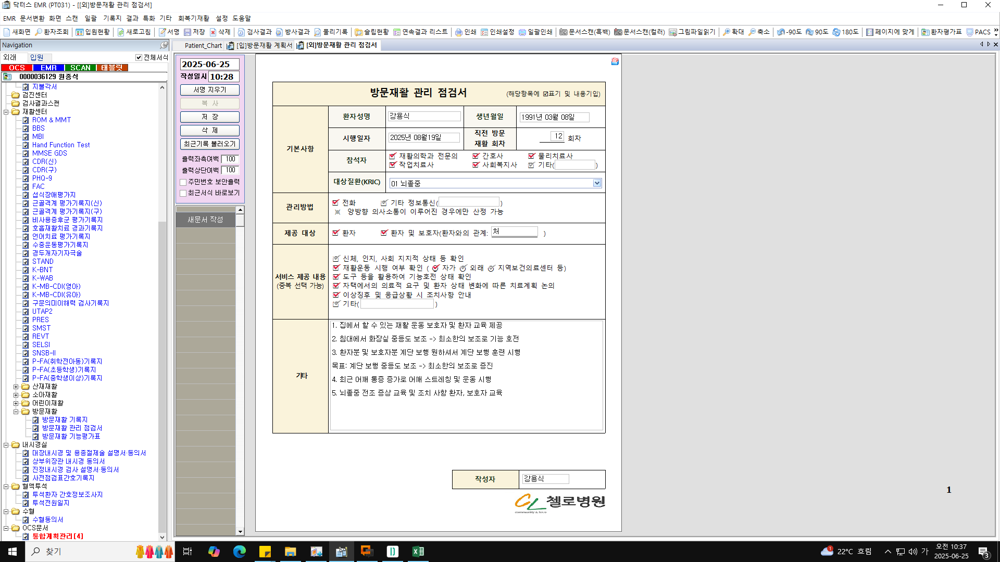 닥터스 EMR (PT031) - [[외]방문재활 관리 점검서]
EMR 문서변환 화면 스캔 일괄 기록지 결과 특화 기타 회복기재활 설정 도움말
새화면 환자조회 입원현황 새로고침 서명 저장 삭제 검사결과 방사결과 물리기록 슬립현황 연속결과 리스트 인쇄 인쇄설정 일괄인쇄 문서스캔(흑백) 문서스캔(컬러) 그림파일읽기 확대 축소 -90도 90도 180도 페이지에 맞게 환자평가표 PACS
Navigation
Patient_Chart [입]방문재활 계획서 [외]방문재활 관리 점검서
외래 입원 전체서식
OCS EMR SCAN 태블릿
0000036129 원종식
지불각서
검진센터
검사결과스캔
재활센터
ROM & MMT
BBS
MBI
Hand Function Test
MMSE GDS
CDR(신)
CDR(구)
PHQ-9
FAC
섭식장애평가지
근골격계 평가기록지(신)
근골격계 평가기록지(구)
비사용증후군 평가기록지
호흡재활치료 경과기록지
언어치료 평가기록지
수중운동평가기록지
경두개자기자극술
STAND
K-BNT
K-WAB
K-MB-CDI(영아)
K-MB-CDI(유아)
구문의미이해력 검사기록지
UTAP2
PRES
SMST
REVT
SELSI
SNSB-II
P-FA(취학전아동)기록지
P-FA(초등학생)기록지
P-FA(중학생이상)기록지
산재재활
소아재활
어린이재활
방문재활
방문재활 기록지
방문재활 관리 점검서
방문재활 기능평가표
내시경실
대장내시경 및 용종절제술 설명서·동의서
상부위장관 내시경 동의서
진정내시경 검사 설명서·동의서
사전점검표간호기록지
혈액투석
투석환자 간호정보조사지
투석전원일지
수혈
수혈동의서
OCS문서
통합계획관리[4]
2025-06-25
작성일시 10:28
서명 지우기
복 사
저 장
삭 제
최근기록 불러오기
출력좌측여백 100
출력상단여백 100
주민번호 보안출력
최근서식 바로보기
새문서 작성
방문재활 관리 점검서 (해당항목에 ☑표기 및 내용기입)
기본사항
환자성명 강용식 생년월일 1991년 03월 08일
시행일자 2025년 08월19일 직전 방문 재활 회차 12 회차
참석자 재활의학과 전문의 간호사 물리치료사
작업치료사 사회복지사 기타( )
대상질환(KRIC) 01 뇌졸중
관리방법 전화 기타 정보통신( )
※ 양방향 의사소통이 이루어진 경우에만 산정 가능
제공 대상 환자 환자 및 보호자(환자와의 관계: 처 )
서비스 제공 내용
(중복 선택 가능)
신체, 인지, 사회 지지적 상태 등 확인
재활운동 시행 여부 확인 ( 자가 외래 지역보건의료센터 등)
도구 등을 활용하여 기능호전 상태 확인
자택에서의 의료적 요구 및 환자 상태 변화에 따른 치료계획 논의
이상징후 및 응급상황 시 조치사항 안내
기타( )
기타
1. 집에서 할 수 있는 재활 운동 보호자 및 환자 교육 제공
2. 침대에서 화장실 중등도 보조 -> 최소한의 보조로 기능 호전
3. 환자분 및 보호자분 계단 보행 원하셔서 계단 보행 훈련 시행
목표: 계단 보행 중등도 보조 -> 최소한의 보조로 증진
4. 최근 어깨 통증 증가로 어깨 스트레칭 및 운동 시행
5. 뇌졸중 전조 증상 교육 및 조치 사항 환자, 보호자 교육
작성자 강용식
CL 첼로병원
community & love
1
찾기
1 22°C 흐림 가 오전 10:37
2025-06-25
3